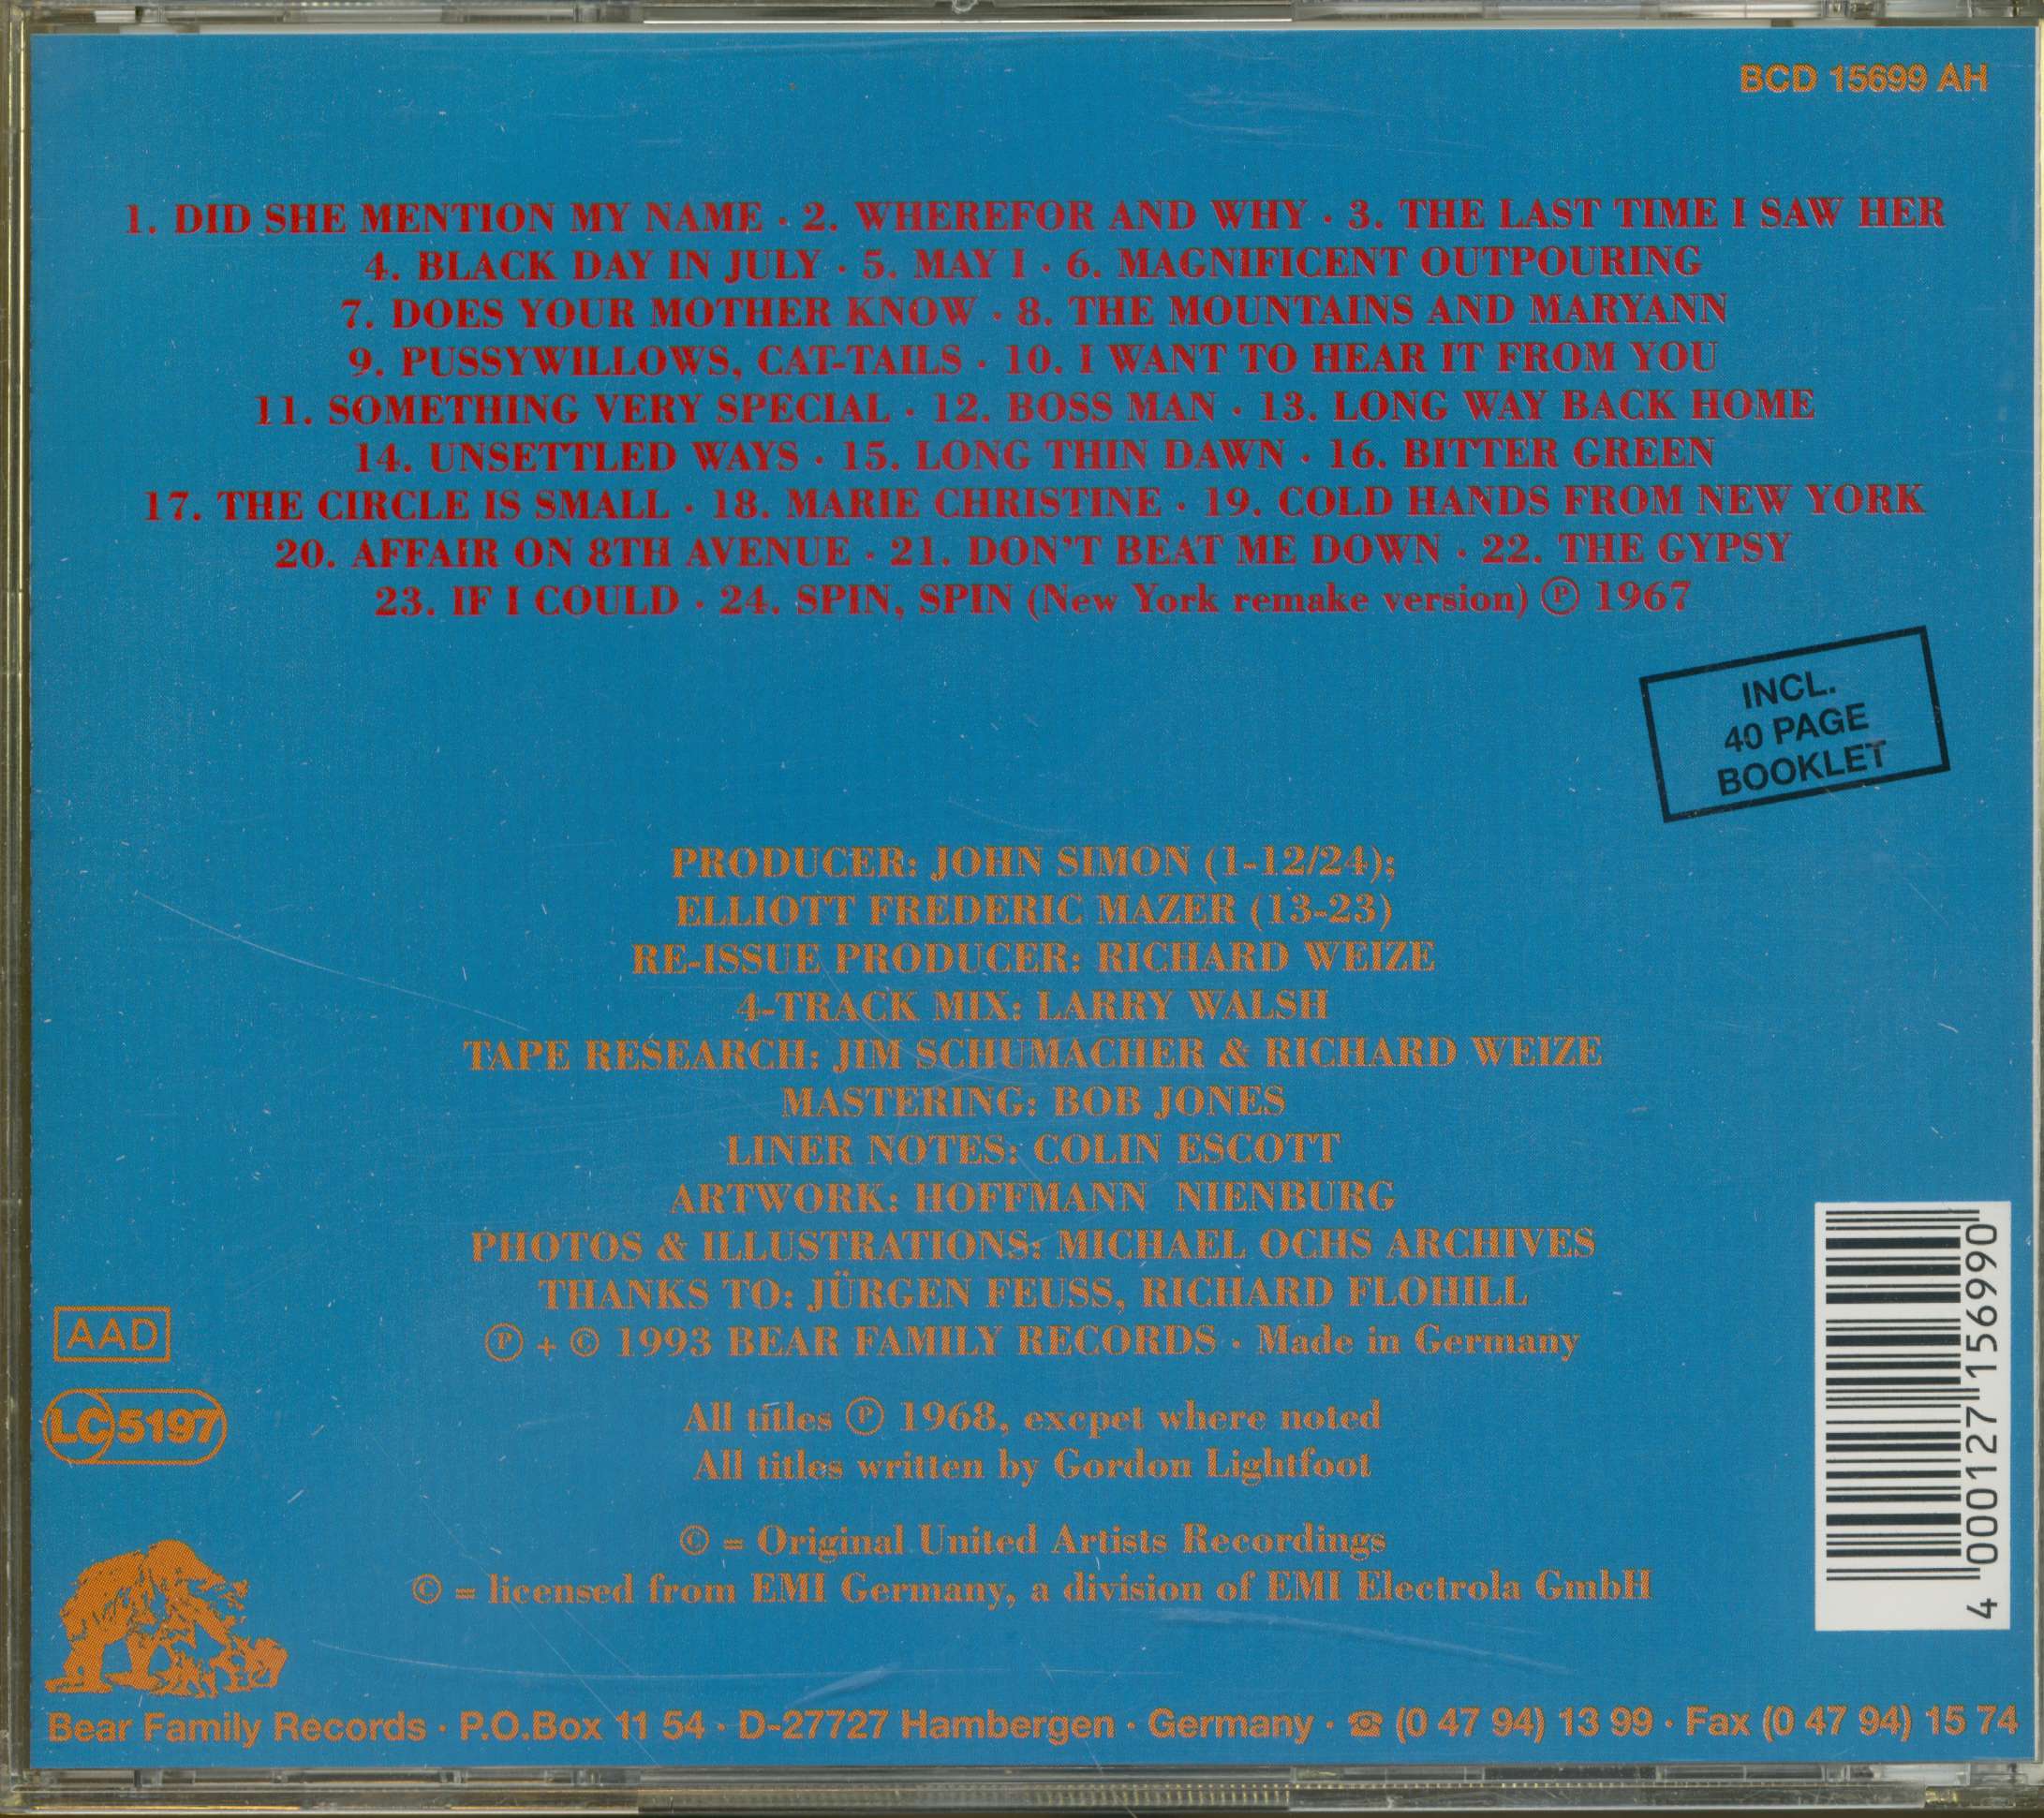 BCD 15699 AH
1. DID SHE MENTION MY NAME · 2. WHEREFOR AND WHY · 3. THE LAST TIME I SAW HER
4. BLACK DAY IN JULY · 5. MAY I · 6. MAGNIFICENT OUTPOURING
7. DOES YOUR MOTHER KNOW · 8. THE MOUNTAINS AND MARYANN
9. PUSSYWILLOWS, CAT-TAILS · 10. I WANT TO HEAR IT FROM YOU
11. SOMETHING VERY SPECIAL · 12. BOSS MAN · 13. LONG WAY BACK HOME
14. UNSETTLED WAYS · 15. LONG THIN DAWN · 16. BITTER GREEN
17. THE CIRCLE IS SMALL · 18. MARIE CHRISTINE · 19. COLD HANDS FROM NEW YORK
20. AFFAIR ON 8TH AVENUE · 21. DON'T BEAT ME DOWN · 22. THE GYPSY
23. IF I COULD · 24. SPIN, SPIN (New York remake version) ℗ 1967
INCL.
40 PAGE
BOOKLET
PRODUCER: JOHN SIMON (1-12/24);
ELLIOTT FREDERIC MAZER (13-23)
RE-ISSUE PRODUCER: RICHARD WEIZE
4-TRACK MIX: LARRY WALSH
TAPE RESEARCH: JIM SCHUMACHER & RICHARD WEIZE
MASTERING: BOB JONES
LINER NOTES: COLIN ESCOTT
ARTWORK: HOFFMANN NIENBURG
PHOTOS & ILLUSTRATIONS: MICHAEL OCHS ARCHIVES
THANKS TO: JÜRGEN FEUSS, RICHARD FLOHILL
℗ + © 1993 BEAR FAMILY RECORDS · Made in Germany
AAD
LC 5197
All titles ℗ 1968, excpet where noted
All titles written by Gordon Lightfoot
© = Original United Artists Recordings
© = licensed from EMI Germany, a division of EMI Electrola GmbH
4 000127 156990
Bear Family Records · P.O.Box 11 54 · D-27727 Hambergen · Germany · ☎ (0 47 94) 13 99 · Fax (0 47 94) 15 74